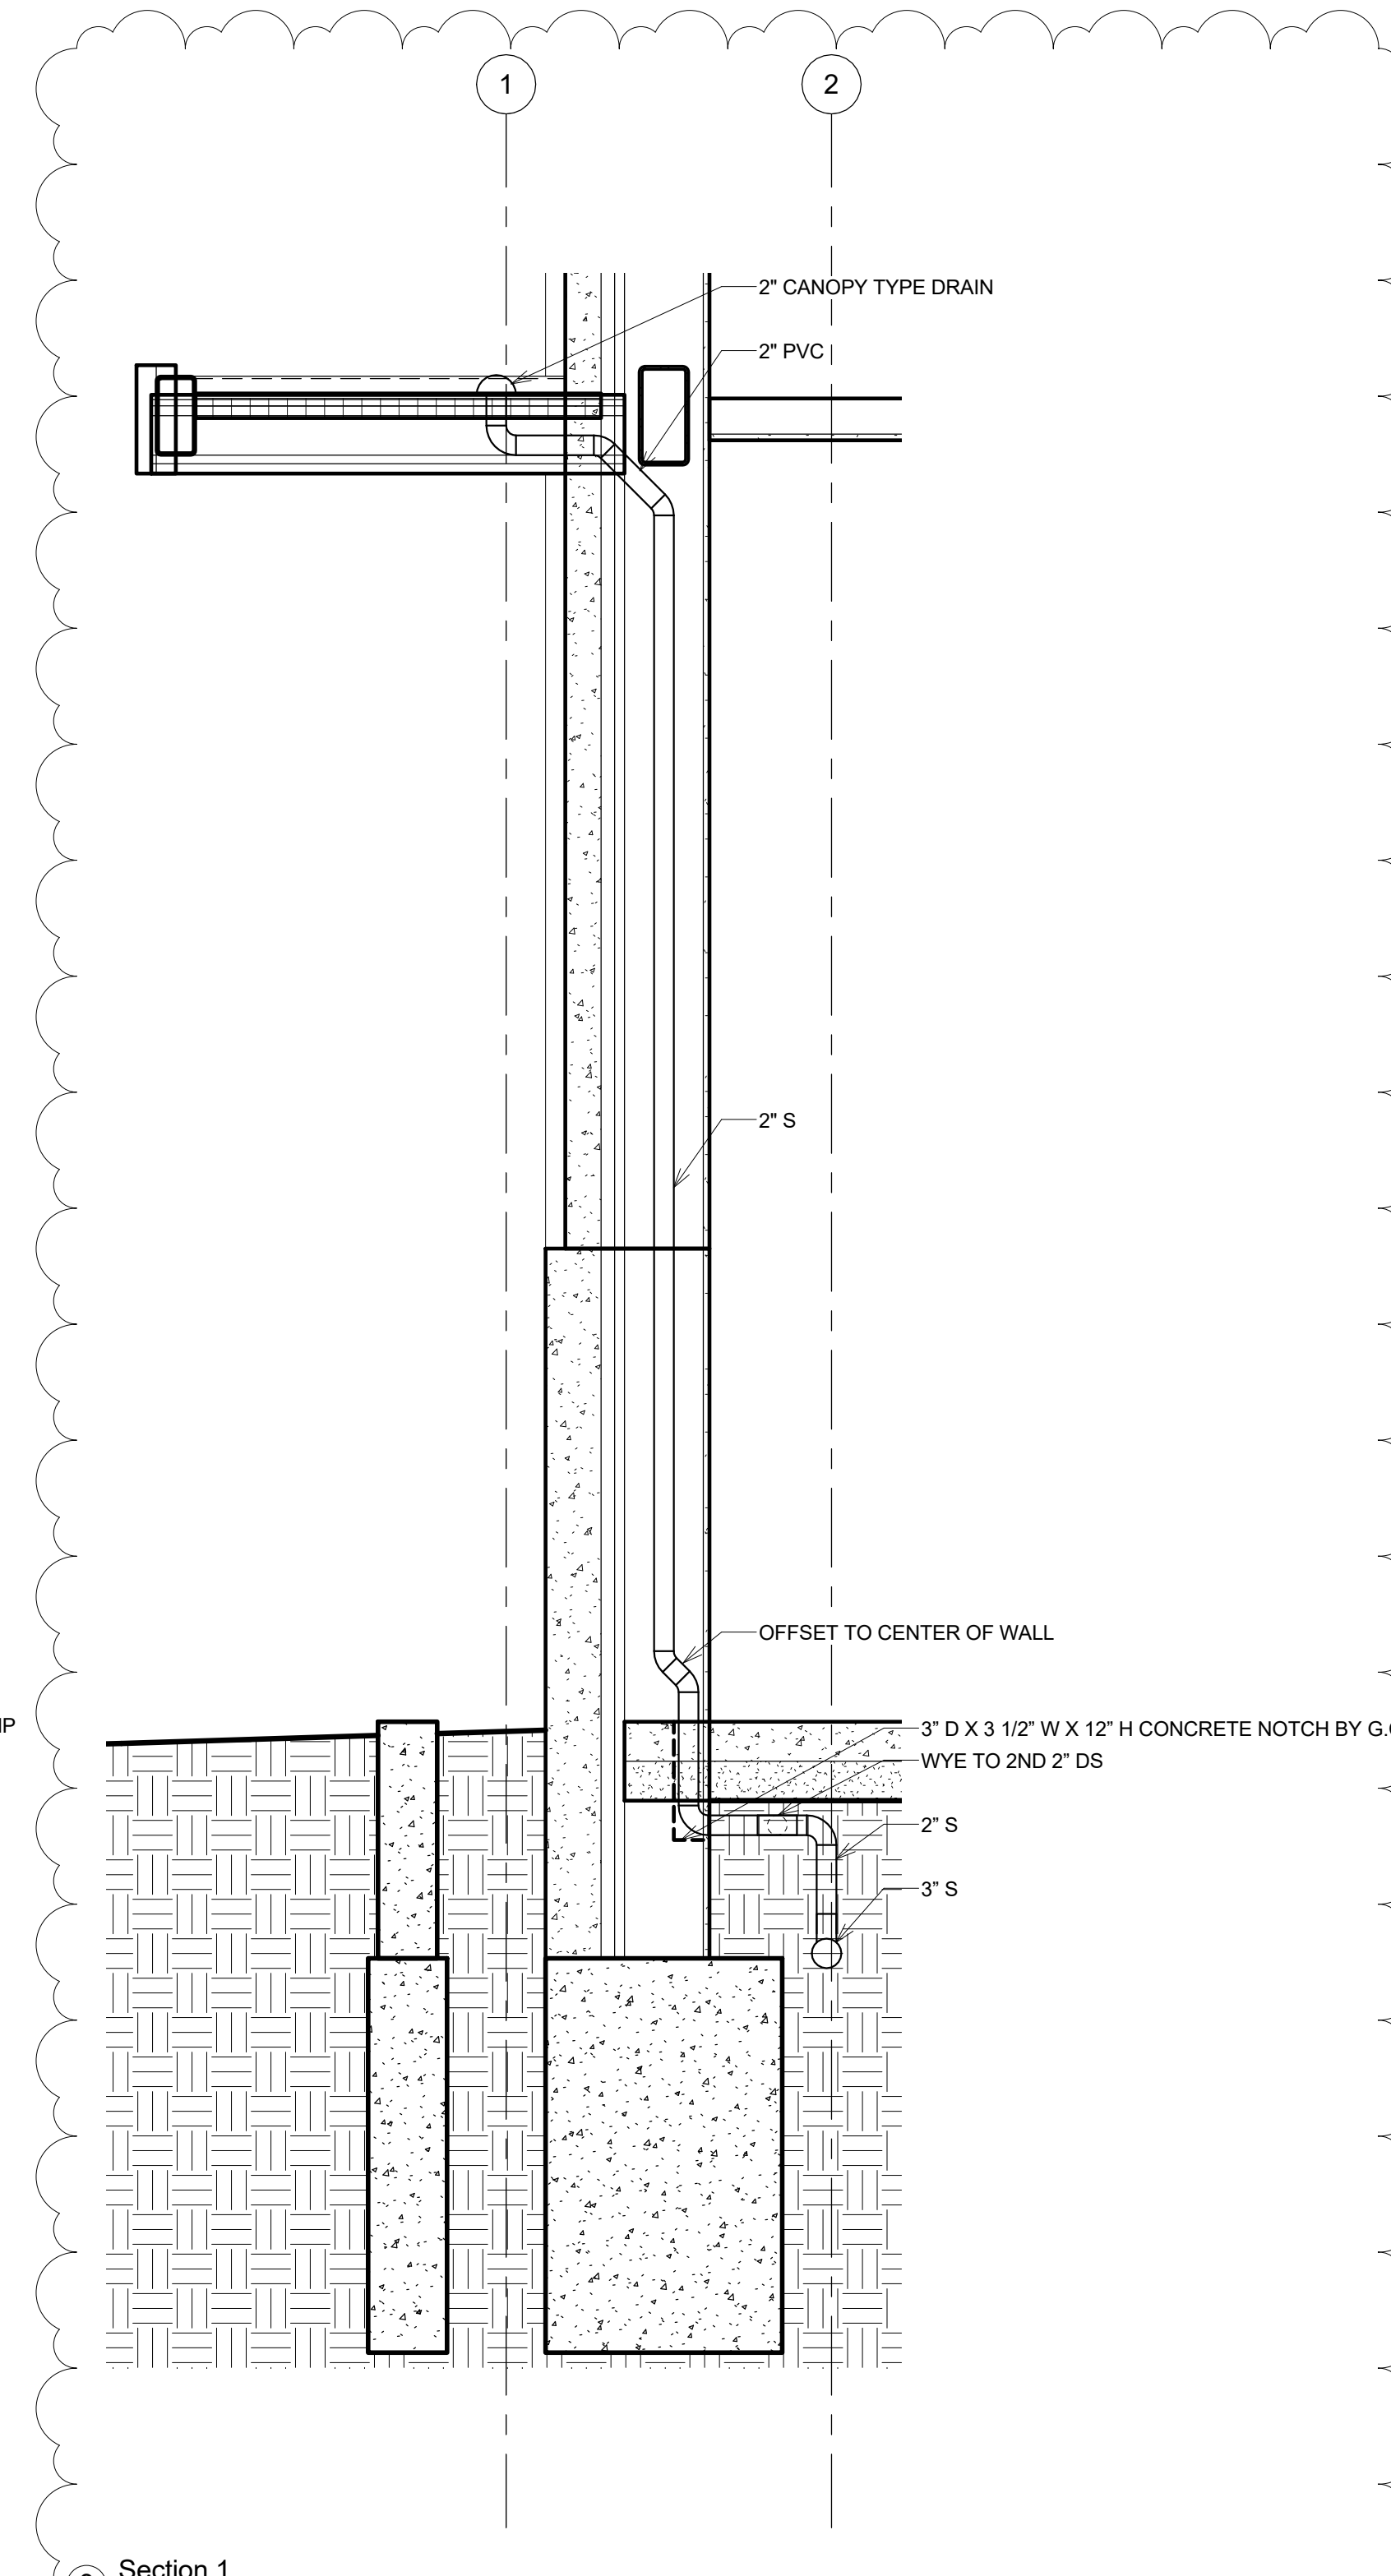 1
2
2" CANOPY TYPE DRAIN
2" PVC
2" S
OFFSET TO CENTER OF WALL
3” D X 3 1/2” W X 12” H CONCRETE NOTCH BY G.
WYE TO 2ND 2” DS
2” S
3” S
Section 1